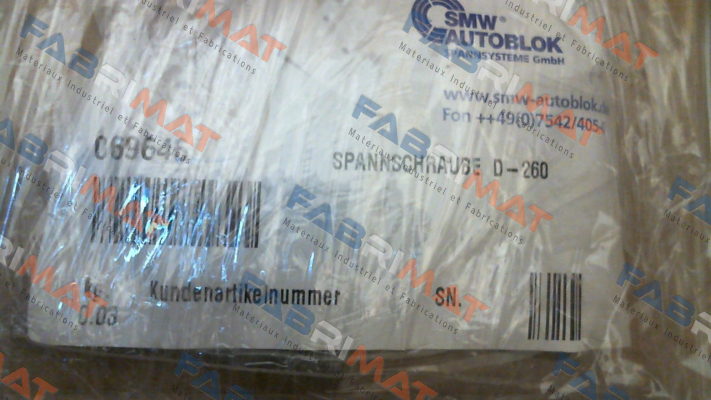 SMW®
AUTOBLOK
SPANNSYSTEME GmbH
www.smw-autoblok.
Fon ++49(0)7542/405
SPANNSCHRAUBE D-260
kg
Kundenartikelnummer
SN.
0.03
FABRIMAT
Materiaux Industriel et Fabrications